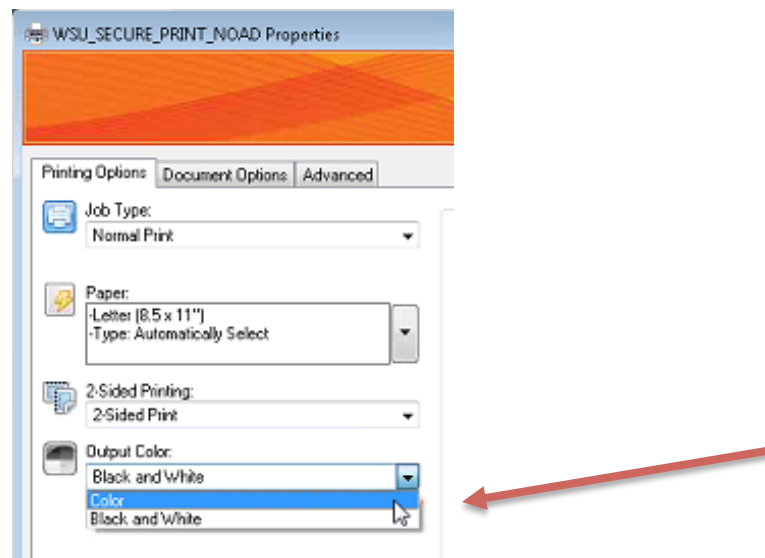 WSU_SECURE_PRINT_NOAD Properties
Printing Options Document Options Advanced
Job Type:
Normal Print
Paper:
-Letter (8.5 x 11")
-Type: Automatically Select
2-Sided Printing:
2-Sided Print
Output Color:
Black and White
Color
Black and White